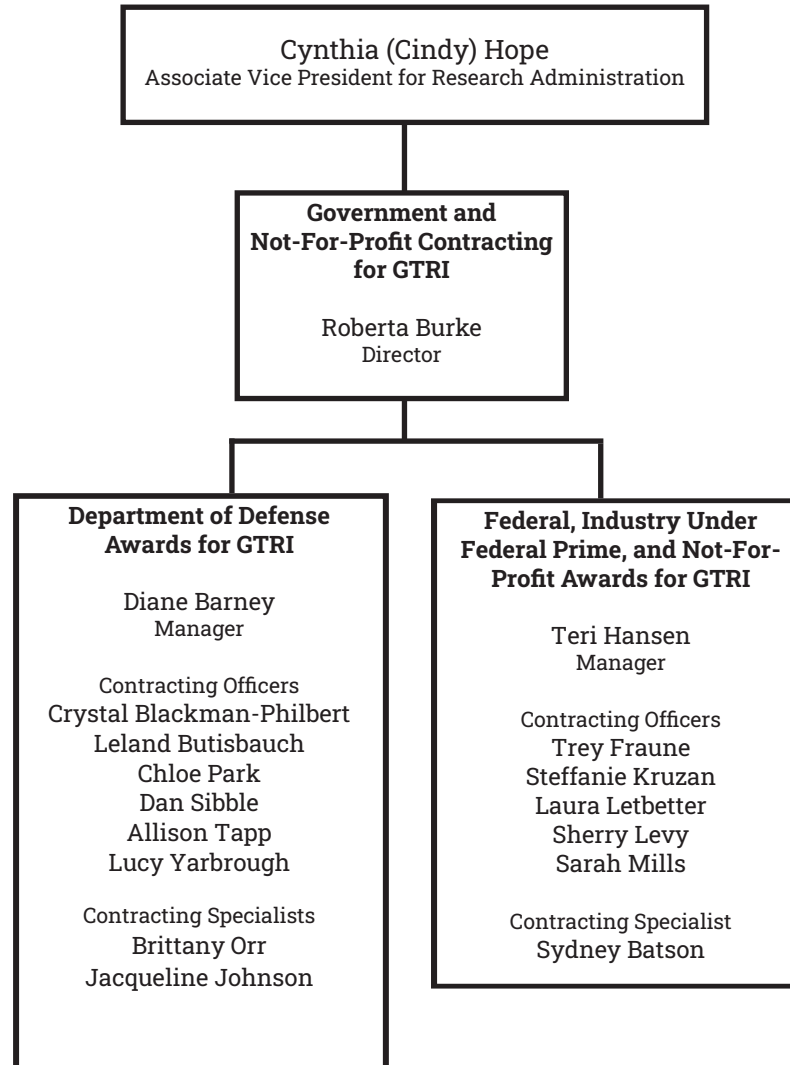 Cynthia (Cindy) Hope
Associate Vice President for Research Administration
Government and
Not-For-Profit Contracting
for GTRI
Roberta Burke
Director
Department of Defense
Awards for GTRI
Diane Barney
Manager
Contracting Officers
Crystal Blackman-Philbert
Leland Butisbauch
Chloe Park
Dan Sibble
Allison Tapp
Lucy Yarbrough
Contracting Specialists
Brittany Orr
Jacqueline Johnson
Federal, Industry Under
Federal Prime, and Not-For-
Profit Awards for GTRI
Teri Hansen
Manager
Contracting Officers
Trey Fraune
Steffanie Kruzan
Laura Letbetter
Sherry Levy
Sarah Mills
Contracting Specialist
Sydney Batson